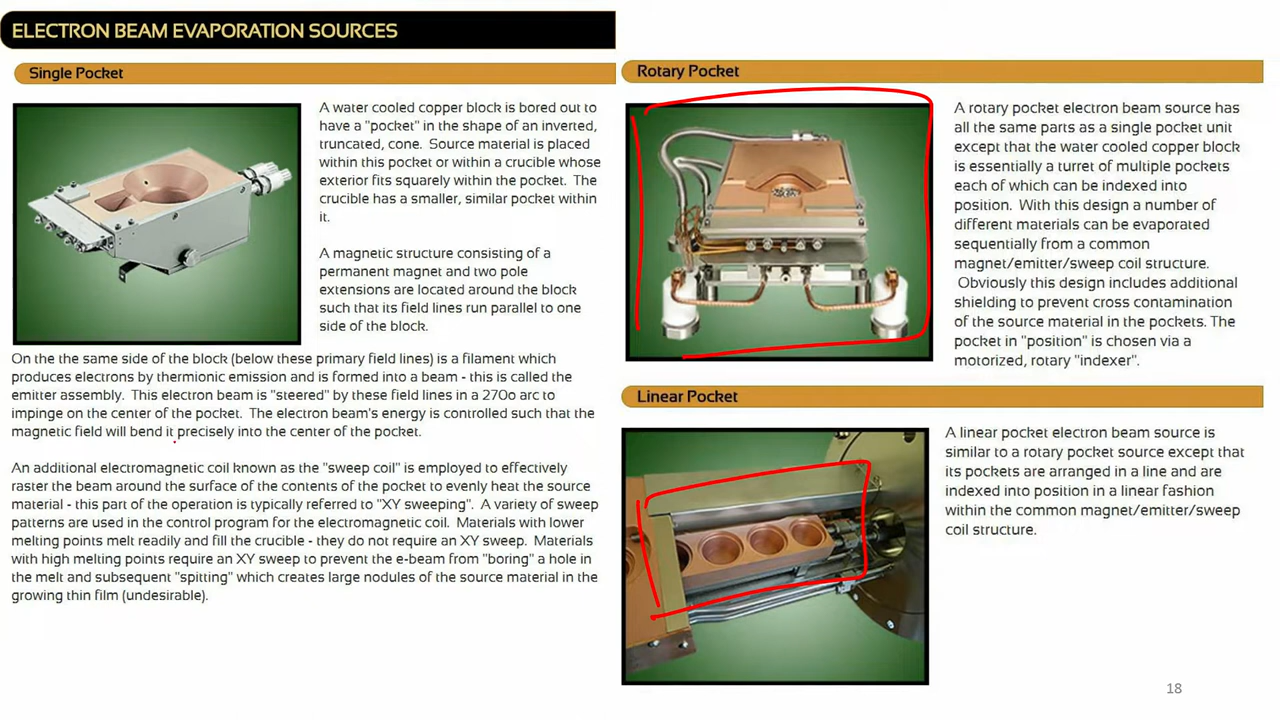 ELECTRON BEAM EVAPORATION SOURCES
Single Pocket
A water cooled copper block is bored out to
have a "pocket" in the shape of an inverted,
truncated, cone. Source material is placed
within this pocket or within a crucible whose
exterior fits squarely within the pocket. The
crucible has a smaller, similar pocket within
it.
A magnetic structure consisting of a
permanent magnet and two pole
extensions are located around the block
such that its field lines run parallel to one
side of the block.
On the the same side of the block (below these primary field lines) is a filament which
produces electrons by thermionic emission and is formed into a beam - this is called the
emitter assembly. This electron beam is "steered" by these field lines in a 270o arc to
impinge on the center of the pocket. The electron beam's energy is controlled such that the
magnetic field will bend it precisely into the center of the pocket.
An additional electromagnetic coil known as the "sweep coil" is employed to effectively
raster the beam around the surface of the contents of the pocket to evenly heat the source
material - this part of the operation is typically referred to "XY sweeping". A variety of sweep
patterns are used in the control program for the electromagnetic coil. Materials with lower
melting points melt readily and fill the crucible - they do not require an XY sweep. Materials
with high melting points require an XY sweep to prevent the e-beam from "boring" a hole in
the melt and subsequent "spitting" which creates large nodules of the source material in the
growing thin film (undesirable).
Rotary Pocket
A rotary pocket electron beam source has
all the same parts as a single pocket unit
except that the water cooled copper block
is essentially a turret of multiple pockets
each of which can be indexed into
position. With this design a number of
different materials can be evaporated
sequentially from a common
magnet/emitter/sweep coil structure.
Obviously this design includes additional
shielding to prevent cross contamination
of the source material in the pockets. The
pocket in "position" is chosen via a
motorized, rotary "indexer".
Linear Pocket
A linear pocket electron beam source is
similar to a rotary pocket source except that
its pockets are arranged in a line and are
indexed into position in a linear fashion
within the common magnet/emitter/sweep
coil structure.
18